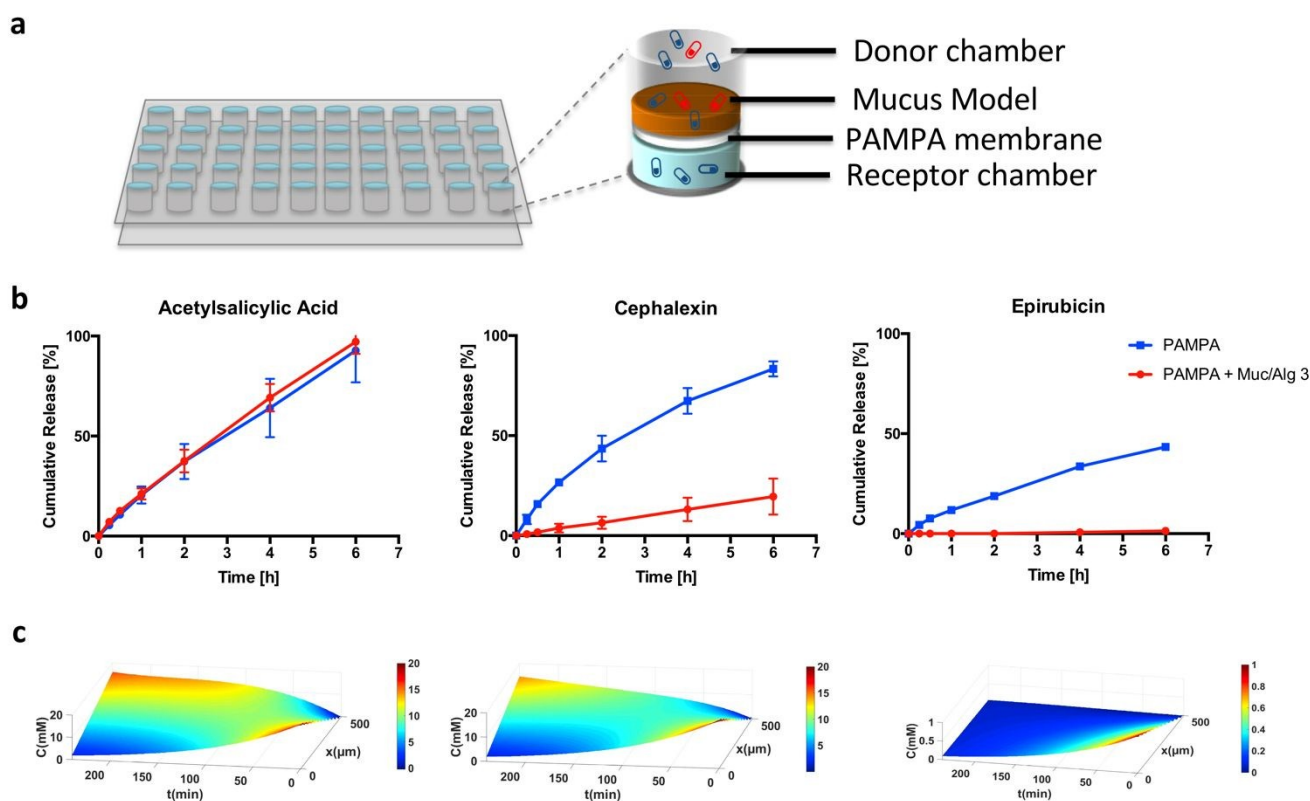 a
Donor chamber
Mucus Model
PAMPA membrane
Receptor chamber
b
Acetylsalicylic Acid
Cumulative Release [%]
100
50
0
0 1 2 3 4 5 6 7
Time [h]
Cephalexin
Cumulative Release [%]
100
50
0
0 1 2 3 4 5 6 7
Time [h]
Epirubicin
Cumulative Release [%]
100
50
0
0 1 2 3 4 5 6 7
Time [h]
PAMPA
PAMPA + Muc/Alg 3
c
C(mM)
20
10
0
200 150 100 50 0
t(min)
0
500
x(µm)
20
15
10
5
0
C(mM)
20
10
0
200 150 100 50 0
t(min)
0
500
x(µm)
20
15
10
5
C(mM)
1
0.5
0
200 150 100 50 0
t(min)
0
500
x(µm)
1
0.8
0.6
0.4
0.2
0